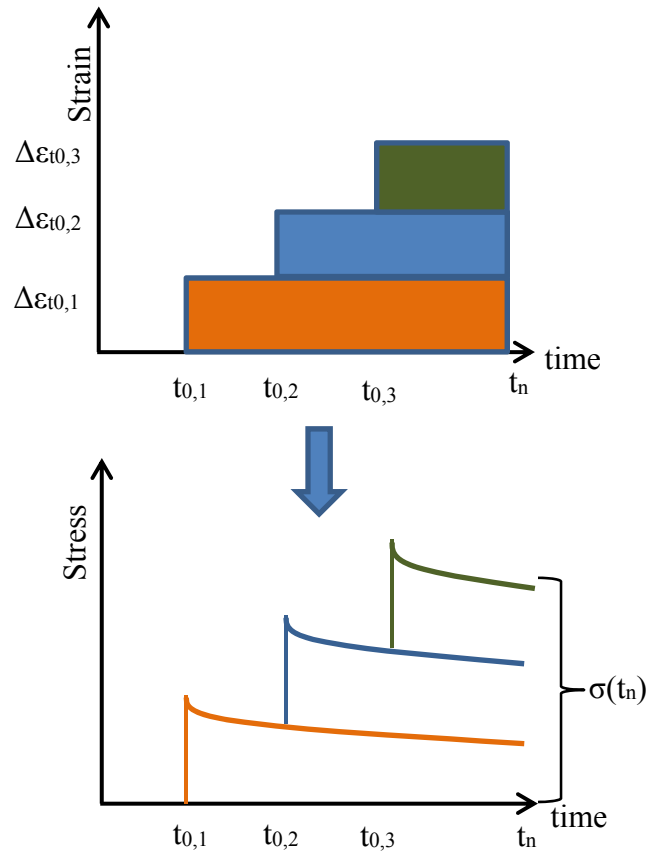 Strain
Δεt0,3
Δεt0,2
Δεt0,1
time
t0,1 t0,2 t0,3 tn
Stress
σ(tn)
time
t0,1 t0,2 t0,3 tn